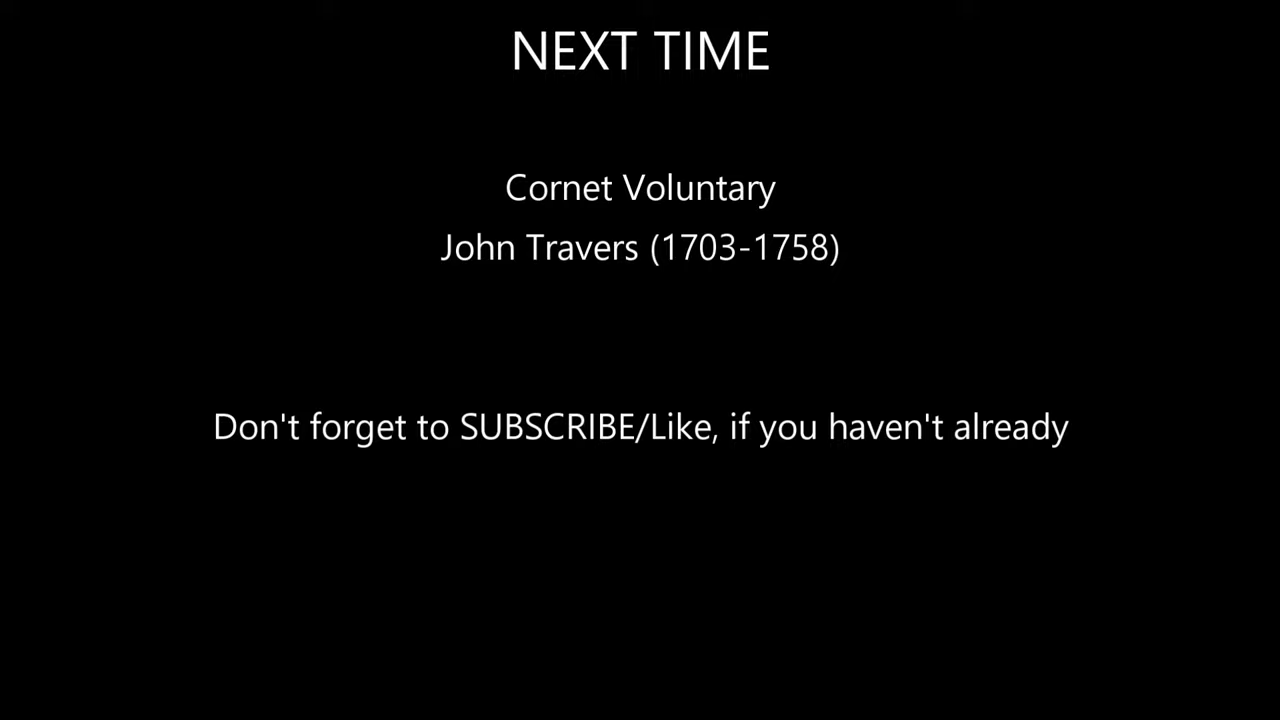 NEXT TIME
Cornet Voluntary
John Travers (1703-1758)
Don't forget to SUBSCRIBE/Like, if you haven't already